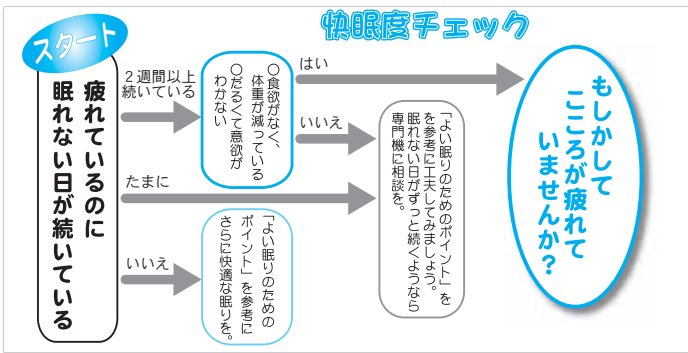 快眠度チェック
スタート
疲れているのに
眠れない日が続いている
２週間以上
続いている
たまに
いいえ
○食欲がなく、
体重が減っている
○だるくて意欲が
わかない
はい
いいえ
「よい眠りのための
ポイント」を参考に
さらに快適な眠りを。
「よい眠りのためのポイント」を
を参考に工夫してみましょう。
眠れない日がずっと続くようなら
専門機に相談を。
もしかして
こころが疲れて
いませんか？